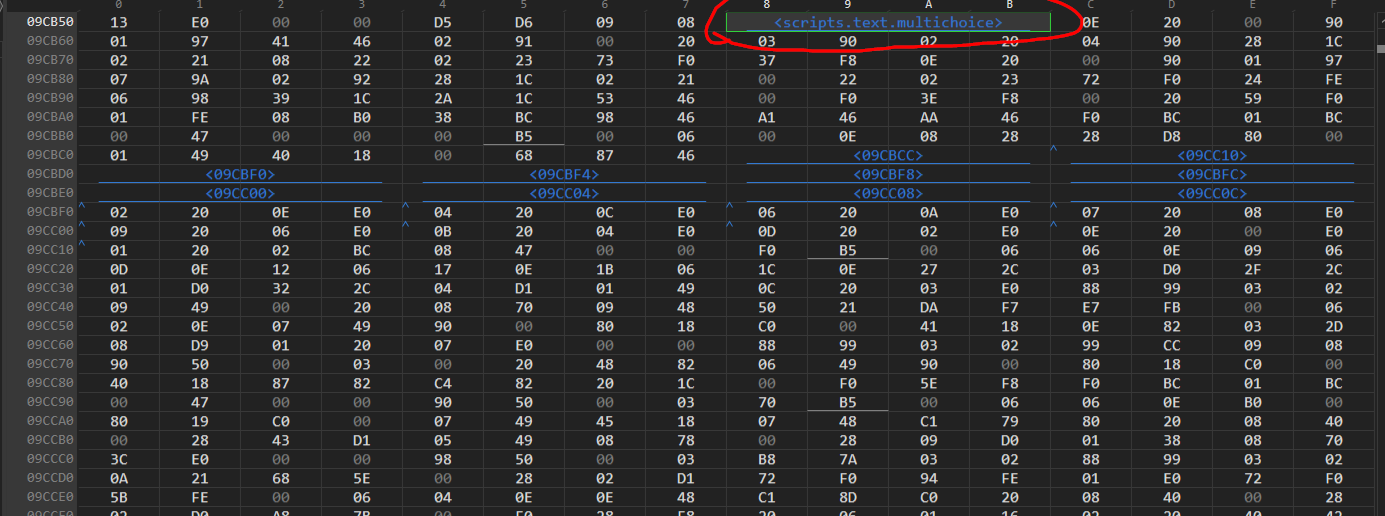 0 1 2 3 4 5 6 7 8 9 A B C D E F
09CB50 13 E0 00 00 D5 D6 09 08 <scripts.text.multichoice> 0E 20 00 90
09CB60 01 97 41 46 02 91 00 20 03 90 02 20 04 90 28 1C
09CB70 02 21 08 22 02 23 73 F0 37 F8 0E 20 00 90 01 97
09CB80 07 9A 02 92 28 1C 02 21 00 22 02 23 72 F0 24 FE
09CB90 06 98 39 1C 2A 1C 53 46 00 F0 3E F8 00 20 59 F0
09CBA0 01 FE 08 B0 38 BC 98 46 A1 46 AA 46 F0 BC 01 BC
09CBB0 00 47 00 00 00 B5 00 06 00 0E 08 28 28 D8 80 00
09CBC0 01 49 40 18 00 68 87 46 <09CBCC> ^ <09CC10>
09CBD0 <09CBF0> <09CBF4> <09CBF8> <09CBFC>
09CBE0 <09CC00> <09CC04> <09CC08> <09CC0C>
09CBF0 ^ 02 20 0E E0 ^ 04 20 0C E0 ^ 06 20 0A E0 ^ 07 20 08 E0
09CC00 ^ 09 20 06 E0 ^ 0B 20 04 E0 ^ 0D 20 02 E0 ^ 0E 20 00 E0
09CC10 ^ 01 20 02 BC 08 47 00 00 F0 B5 00 06 06 0E 09 06
09CC20 0D 0E 12 06 17 0E 1B 06 1C 0E 27 2C 03 D0 2F 2C
09CC30 01 D0 32 2C 04 D1 01 49 0C 20 03 E0 88 99 03 02
09CC40 09 49 00 20 08 70 09 48 50 21 DA F7 E7 FB 00 06
09CC50 02 0E 07 49 90 00 80 18 C0 00 41 18 0E 82 03 2D
09CC60 08 D9 01 20 07 E0 00 00 88 99 03 02 99 CC 09 08
09CC70 90 50 00 03 00 20 48 82 06 49 90 00 80 18 C0 00
09CC80 40 18 87 82 C4 82 20 1C 00 F0 5E F8 F0 BC 01 BC
09CC90 00 47 00 00 90 50 00 03 70 B5 00 06 06 0E B0 00
09CCA0 80 19 C0 00 07 49 45 18 07 48 C1 79 80 20 08 40
09CCB0 00 28 43 D1 05 49 08 78 00 28 09 D0 01 38 08 70
09CCC0 3C E0 00 00 98 50 00 03 B8 7A 03 02 88 99 03 02
09CCD0 0A 21 68 5E 00 28 02 D1 72 F0 94 FE 01 E0 72 F0
09CCE0 5B FE 00 06 04 0E 0E 48 C1 8D C0 20 08 40 00 28